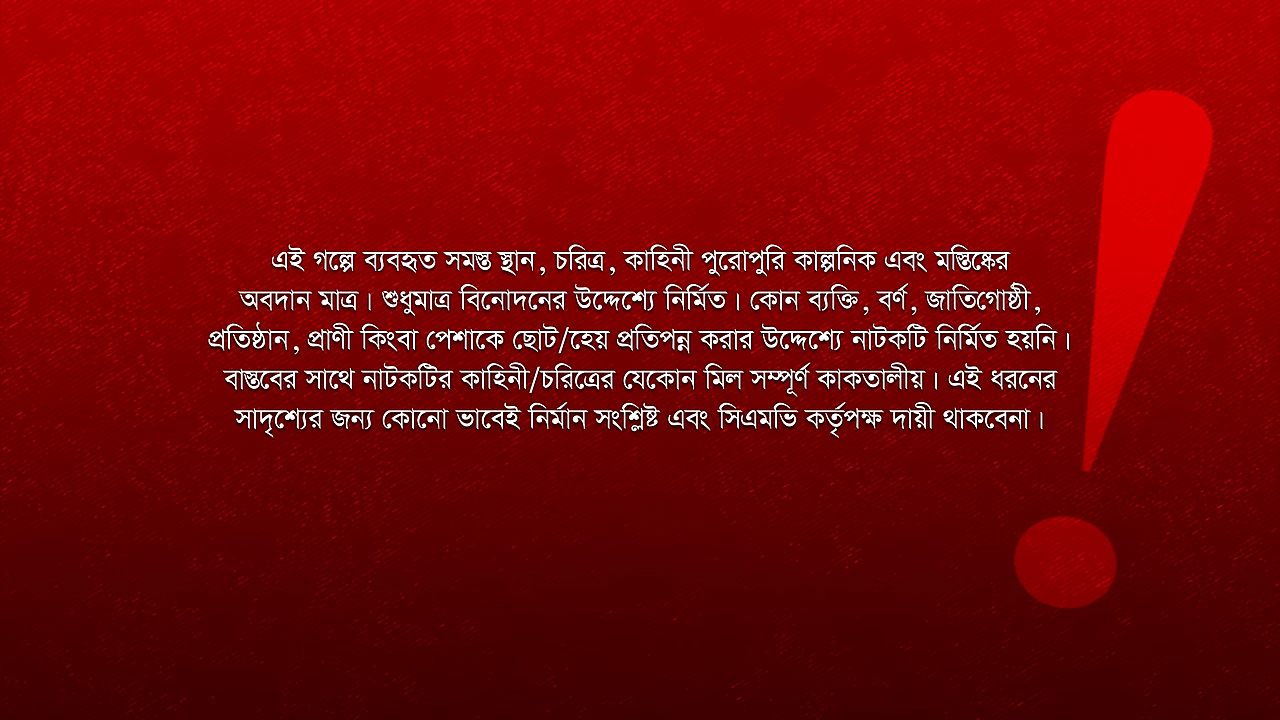 এই গল্পে ব্যবহৃত সমস্ত স্থান, চরিত্র, কাহিনী পুরোপুরি কাল্পনিক এবং মস্তিষ্কের
অবদান মাত্র। শুধুমাত্র বিনোদনের উদ্দেশ্যে নির্মিত। কোন ব্যক্তি, বর্ণ, জাতিগোষ্ঠী,
প্রতিষ্ঠান, প্রাণী কিংবা পেশাকে ছোট/হেয় প্রতিপন্ন করার উদ্দেশ্যে নাটকটি নির্মিত হয়নি।
বাস্তবের সাথে নাটকটির কাহিনী/চরিত্রের যেকোন মিল সম্পূর্ণ কাকতালীয়। এই ধরনের
সাদৃশ্যের জন্য কোনো ভাবেই নির্মান সংশ্লিষ্ট এবং সিএমভি কর্তৃপক্ষ দায়ী থাকবেনা।